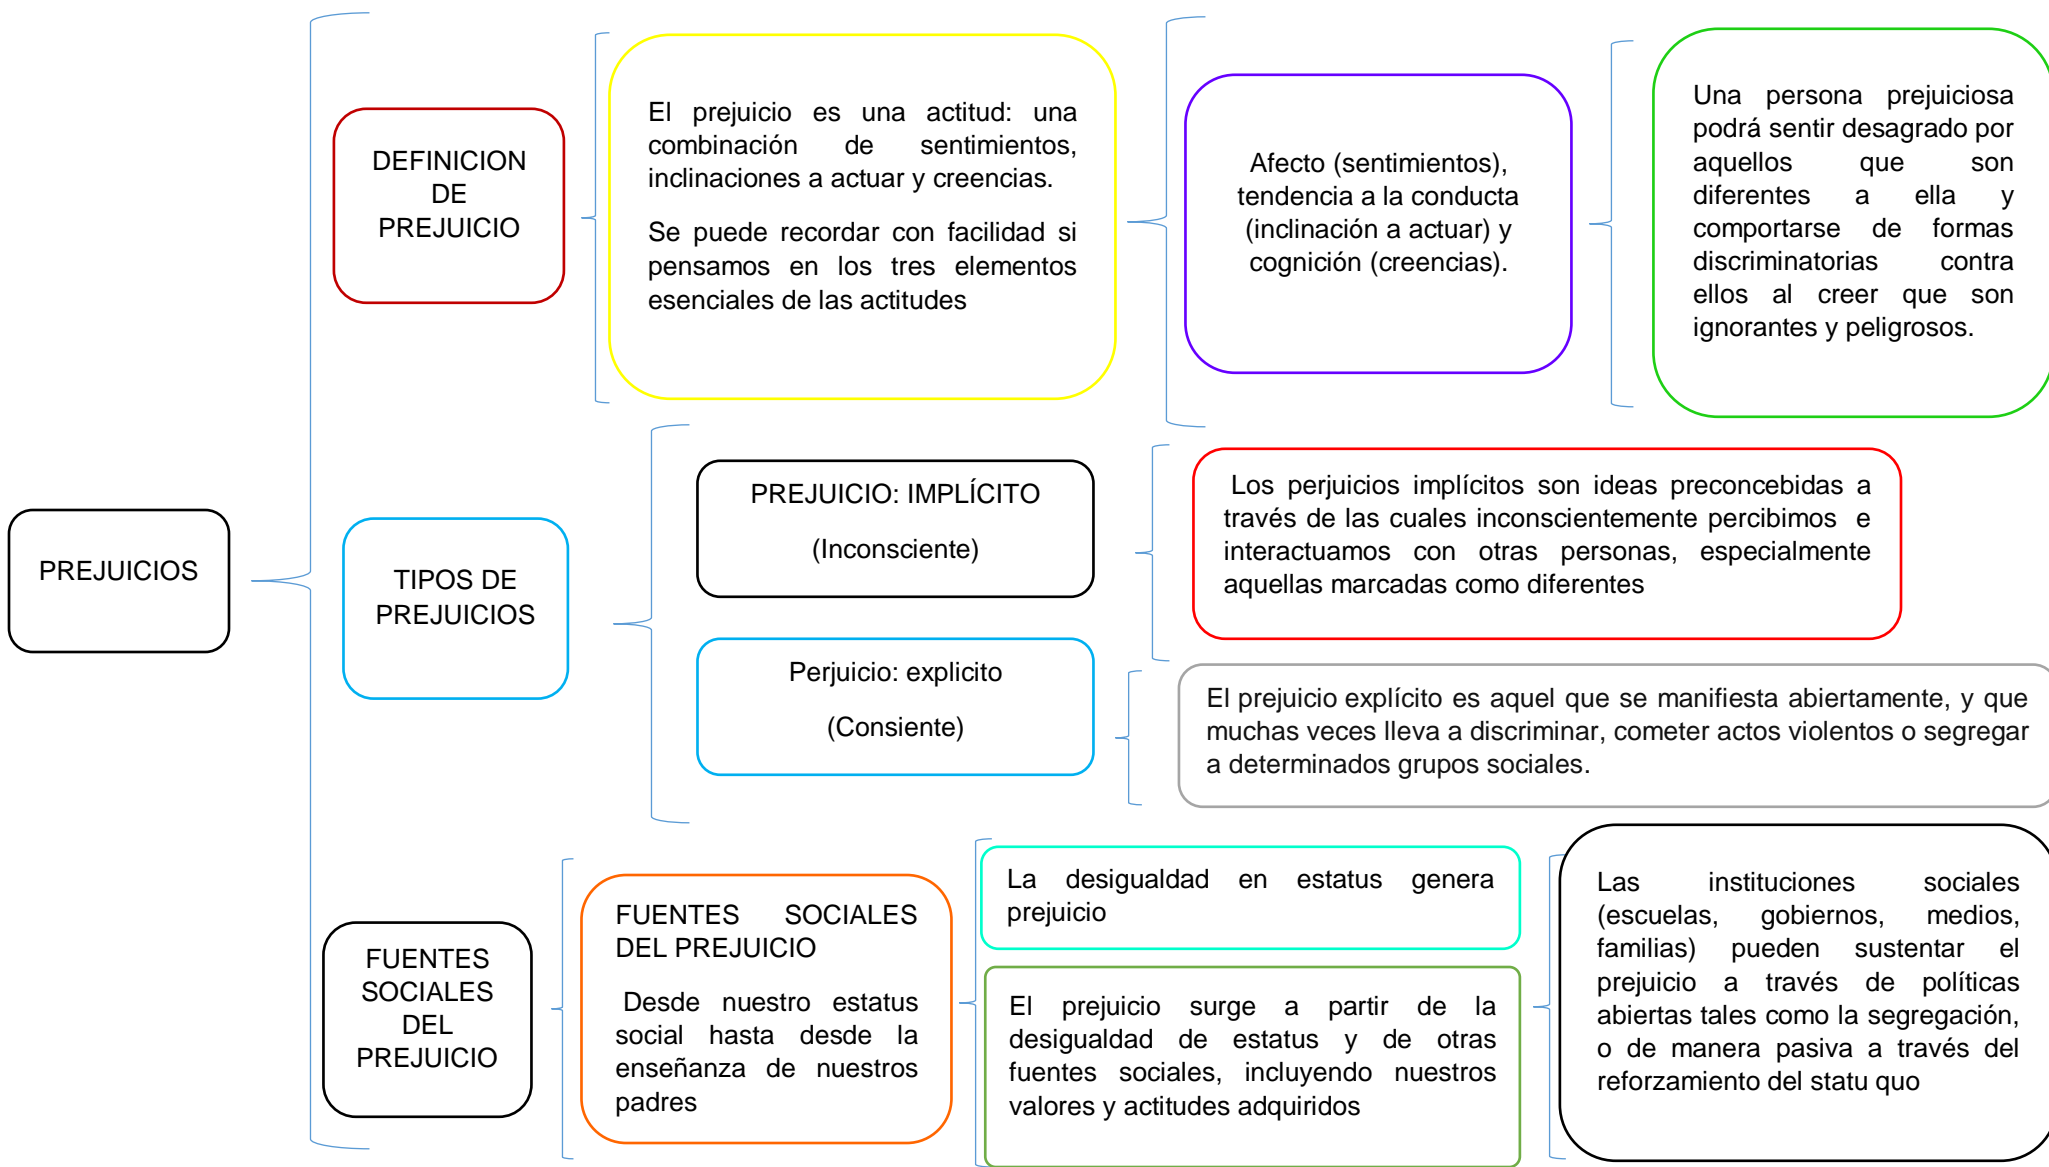 PREJUICIOS
DEFINICION
DE
PREJUICIO
El prejuicio es una actitud: una
combinación de sentimientos,
inclinaciones a actuar y creencias.
Se puede recordar con facilidad si
pensamos en los tres elementos
esenciales de las actitudes
Afecto (sentimientos),
tendencia a la conducta
(inclinación a actuar) y
cognición (creencias).
Una persona prejuiciosa
podrá sentir desagrado por
aquellos que son
diferentes a ella y
comportarse de formas
discriminatorias contra
ellos al creer que son
ignorantes y peligrosos.
TIPOS DE
PREJUICIOS
PREJUICIO: IMPLÍCITO
(Inconsciente)
Los perjuicios implícitos son ideas preconcebidas a
través de las cuales inconscientemente percibimos e
interactuamos con otras personas, especialmente
aquellas marcadas como diferentes
Perjuicio: explicito
(Consiente)
El prejuicio explícito es aquel que se manifiesta abiertamente, y que
muchas veces lleva a discriminar, cometer actos violentos o segregar
a determinados grupos sociales.
FUENTES
SOCIALES
DEL
PREJUICIO
FUENTES SOCIALES
DEL PREJUICIO
Desde nuestro estatus
social hasta desde la
enseñanza de nuestros
padres
La desigualdad en estatus genera
prejuicio
El prejuicio surge a partir de la
desigualdad de estatus y de otras
fuentes sociales, incluyendo nuestros
valores y actitudes adquiridos
Las instituciones sociales
(escuelas, gobiernos, medios,
familias) pueden sustentar el
prejuicio a través de políticas
abiertas tales como la segregación,
o de manera pasiva a través del
reforzamiento del statu quo